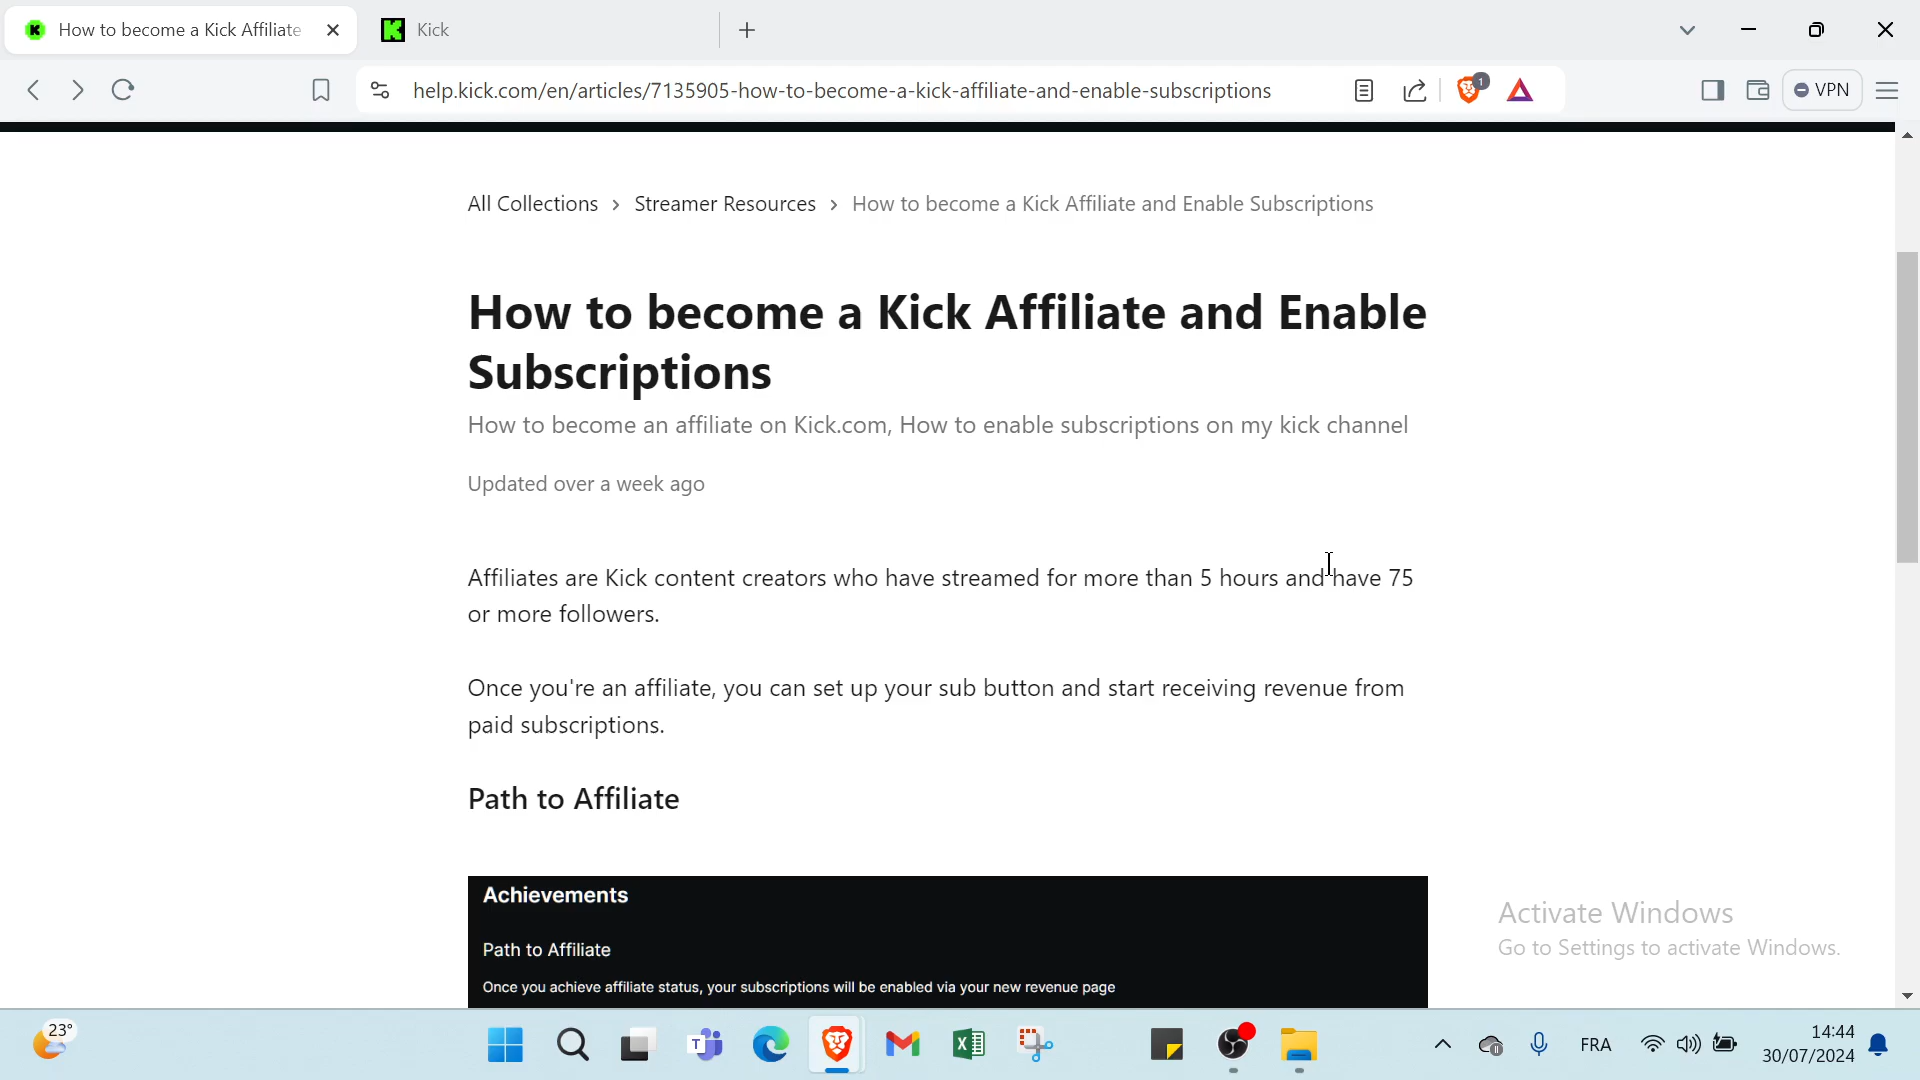 How to become a Kick Affiliate
Kick
help.kick.com/en/articles/7135905-how-to-become-a-kick-affiliate-and-enable-subscriptions
1
VPN
All Collections > Streamer Resources > How to become a Kick Affiliate and Enable Subscriptions
How to become a Kick Affiliate and Enable
Subscriptions
How to become an affiliate on Kick.com, How to enable subscriptions on my kick channel
Updated over a week ago
Affiliates are Kick content creators who have streamed for more than 5 hours and have 75
or more followers.
Once you're an affiliate, you can set up your sub button and start receiving revenue from
paid subscriptions.
Path to Affiliate
Achievements
Path to Affiliate
Once you achieve affiliate status, your subscriptions will be enabled via your new revenue page
Activate Windows
Go to Settings to activate Windows.
23°
FRA
14:44
30/07/2024